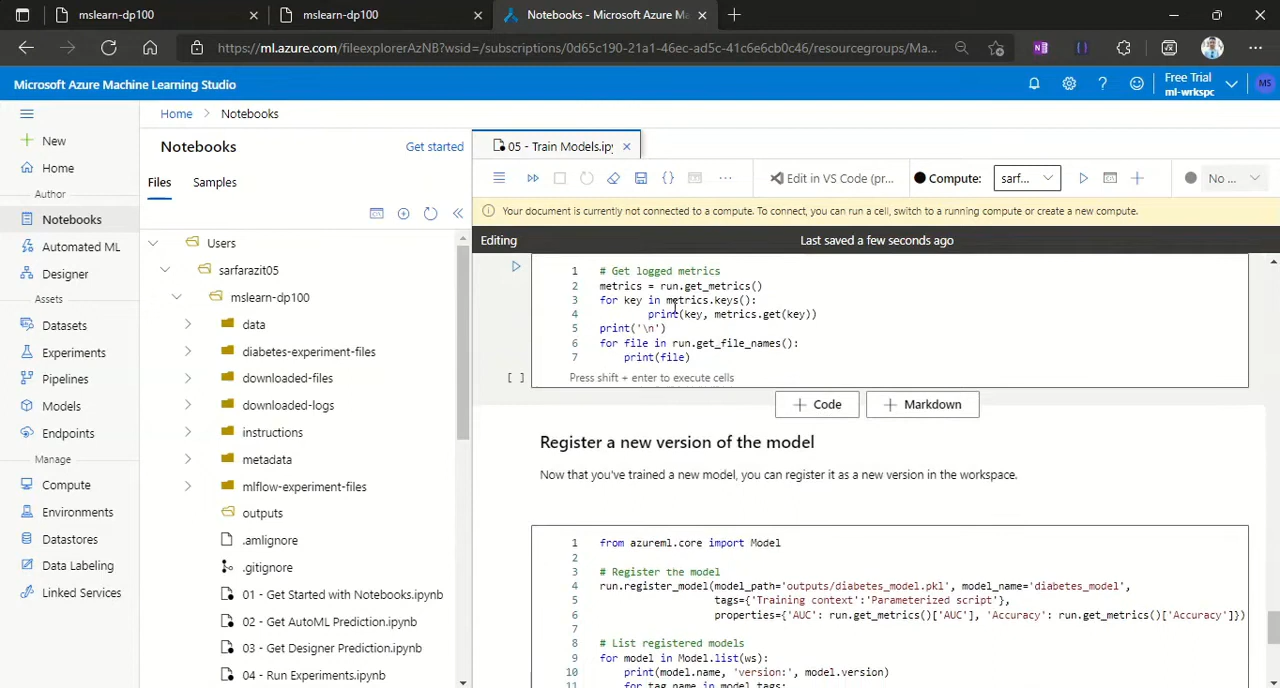 mslearn-dp100
mslearn-dp100
Notebooks - Microsoft Azure Ma
https://ml.azure.com/fileexplorerAzNB?wsid=/subscriptions/0d65c190-21a1-46ec-ad5c-41c6e6cb0c46/resourcegroups/Ma...
Microsoft Azure Machine Learning Studio
Free Trial
ml-wrkspc
MS
New
Home
Author
Notebooks
Automated ML
Designer
Assets
Datasets
Experiments
Pipelines
Models
Endpoints
Manage
Compute
Environments
Datastores
Data Labeling
Linked Services
Home > Notebooks
Notebooks
Get started
Files
Samples
Users
sarfarazit05
mslearn-dp100
data
diabetes-experiment-files
downloaded-files
downloaded-logs
instructions
metadata
mlflow-experiment-files
outputs
.amlignore
.gitignore
01 - Get Started with Notebooks.ipynb
02 - Get AutoML Prediction.ipynb
03 - Get Designer Prediction.ipynb
04 - Run Experiments.ipynb
05 - Train Models.ipy
Edit in VS Code (pr...
Compute:
sarf...
No ...
Your document is currently not connected to a compute. To connect, you can run a cell, switch to a running compute or create a new compute.
Editing
Last saved a few seconds ago
1 # Get logged metrics
2 metrics = run.get_metrics()
3 for key in metrics.keys():
4 print(key, metrics.get(key))
5 print('\n')
6 for file in run.get_file_names():
7 print(file)
[ ] Press shift + enter to execute cells
+ Code
+ Markdown
Register a new version of the model
Now that you've trained a new model, you can register it as a new version in the workspace.
1 from azureml.core import Model
2
3 # Register the model
4 run.register_model(model_path='outputs/diabetes_model.pkl', model_name='diabetes_model',
5 tags={'Training context':'Parameterized script'},
6 properties={'AUC': run.get_metrics()['AUC'], 'Accuracy': run.get_metrics()['Accuracy']})
7
8 # List registered models
9 for model in Model.list(ws):
10 print(model.name, 'version:', model.version)
11 for tag_name in model.tags: